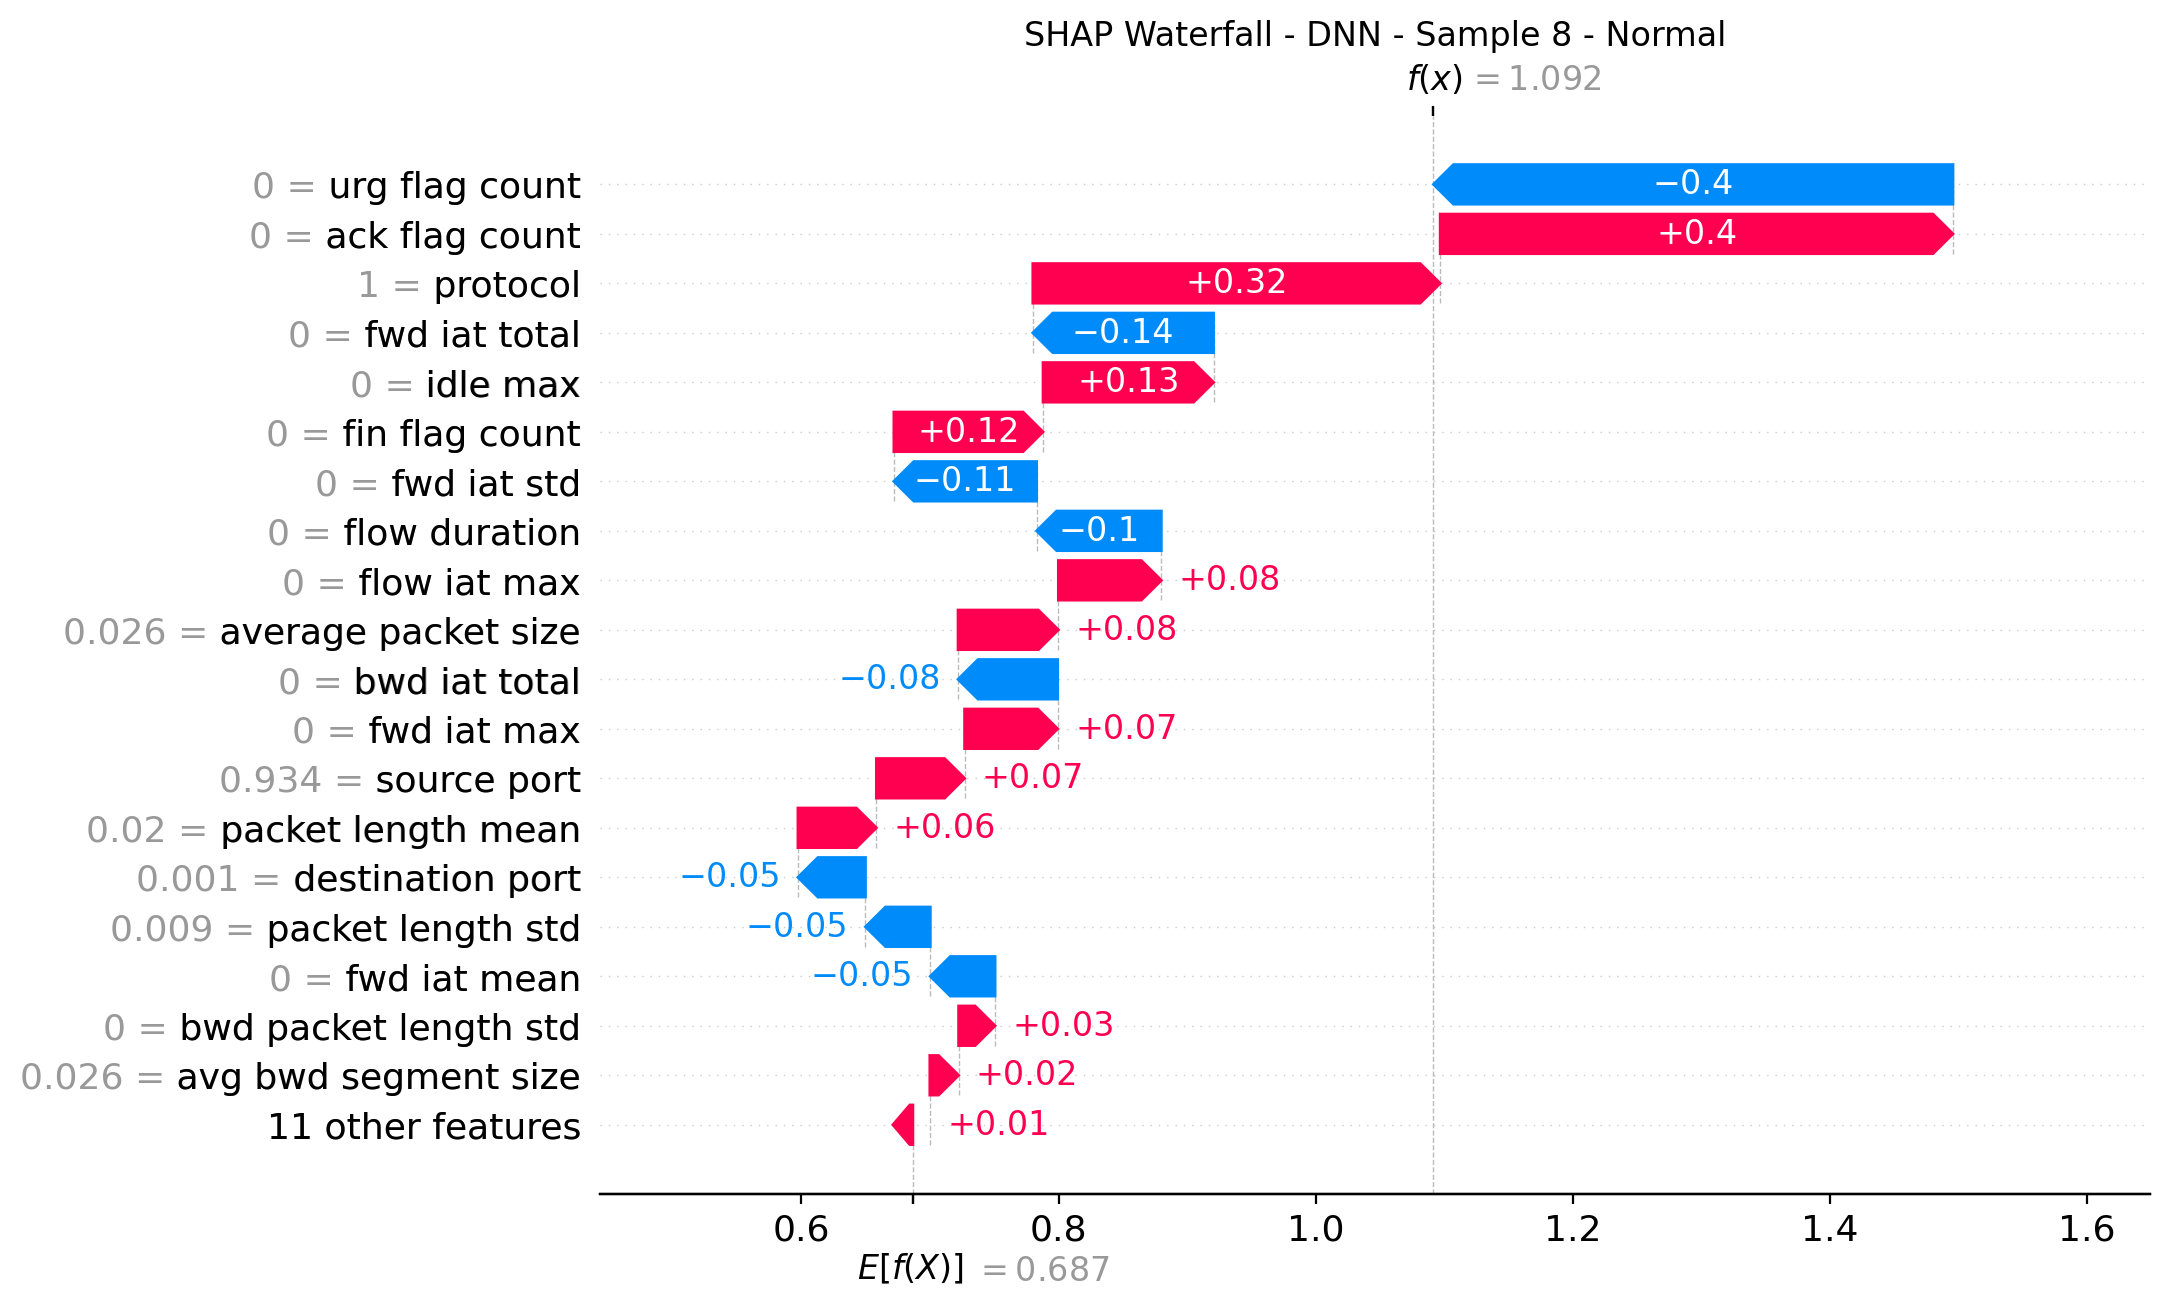 SHAP Waterfall - DNN - Sample 8 - Normal
f(x) = 1.092
0 = urg flag count −0.4
0 = ack flag count +0.4
1 = protocol +0.32
0 = fwd iat total −0.14
0 = idle max +0.13
0 = fin flag count +0.12
0 = fwd iat std −0.11
0 = flow duration −0.1
0 = flow iat max +0.08
0.026 = average packet size +0.08
0 = bwd iat total −0.08
0 = fwd iat max +0.07
0.934 = source port +0.07
0.02 = packet length mean +0.06
0.001 = destination port −0.05
0.009 = packet length std −0.05
0 = fwd iat mean −0.05
0 = bwd packet length std +0.03
0.026 = avg bwd segment size +0.02
11 other features +0.01
0.6 0.8 1.0 1.2 1.4 1.6
E[f(X)] = 0.687